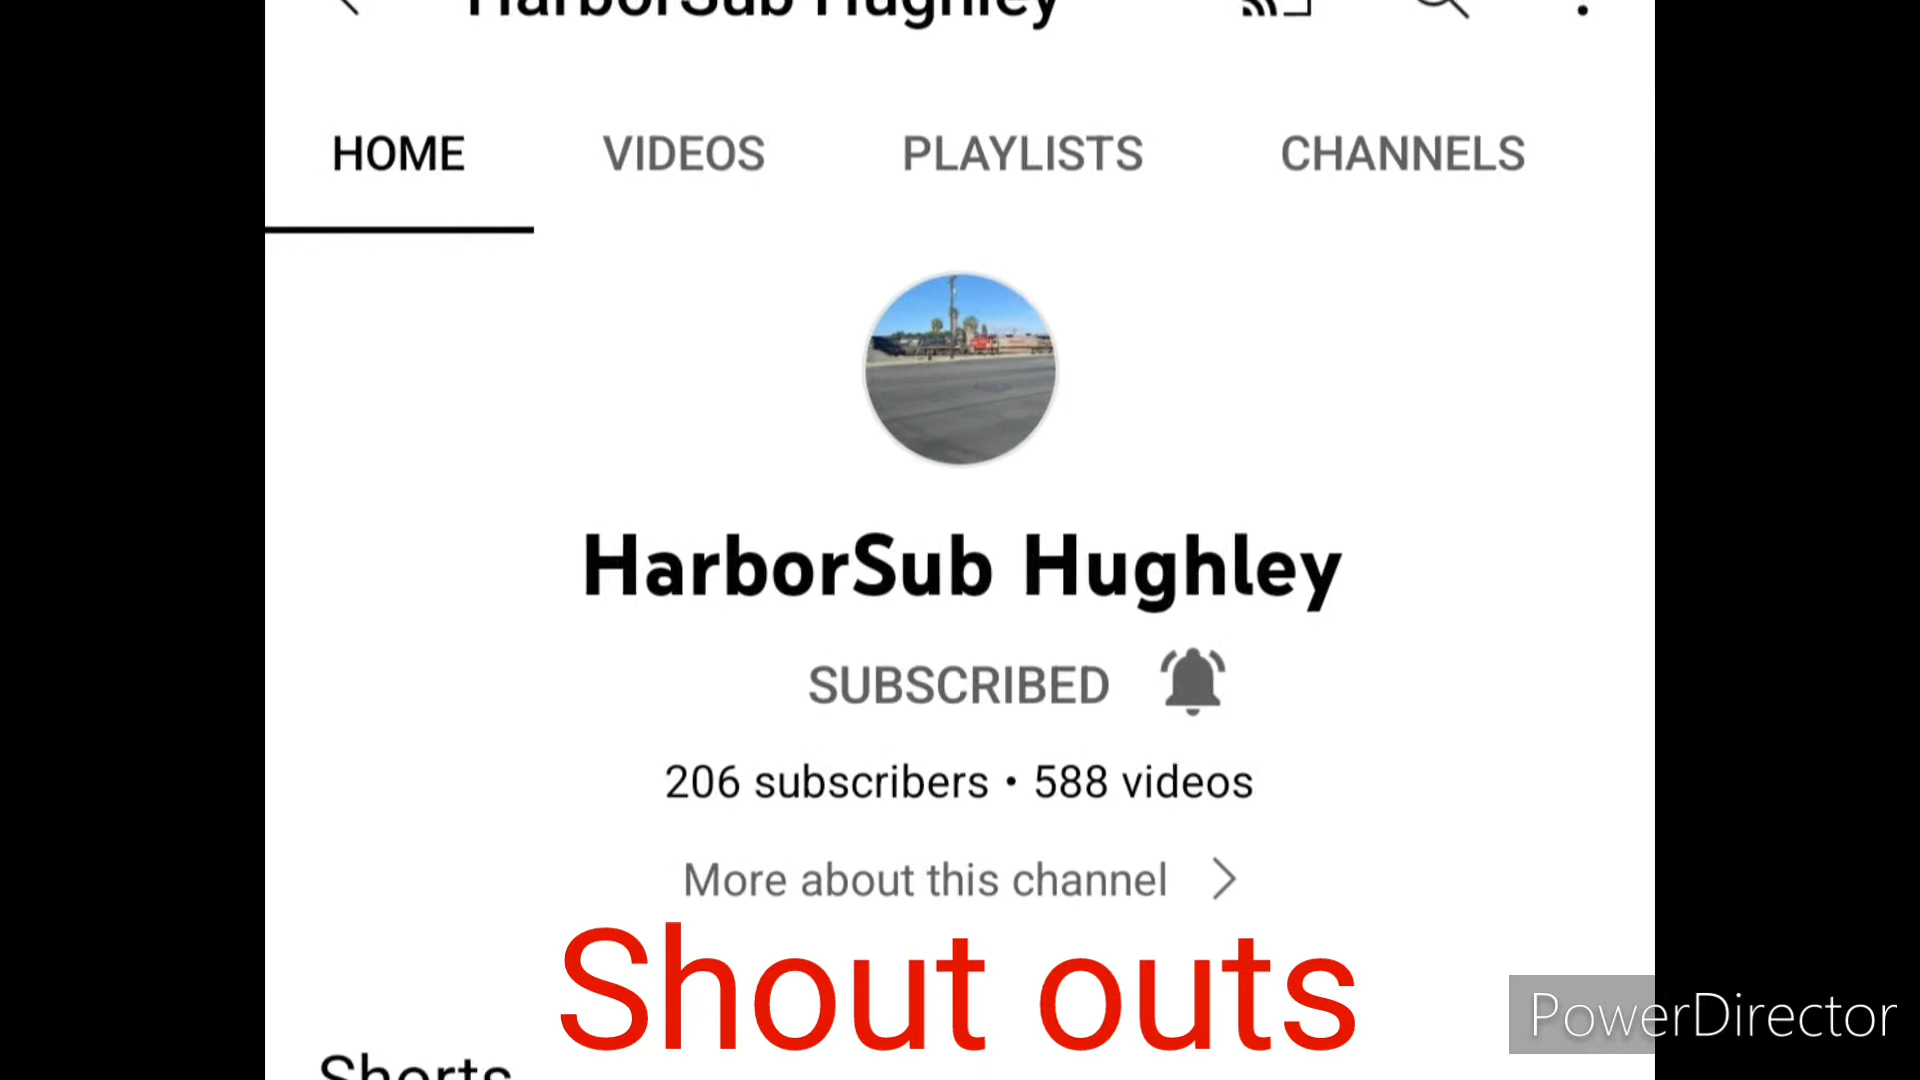 HarborSub Hughley
HOME VIDEOS PLAYLISTS CHANNELS
HarborSub Hughley
SUBSCRIBED
206 subscribers • 588 videos
More about this channel
Shout outs
PowerDirector
Shorts